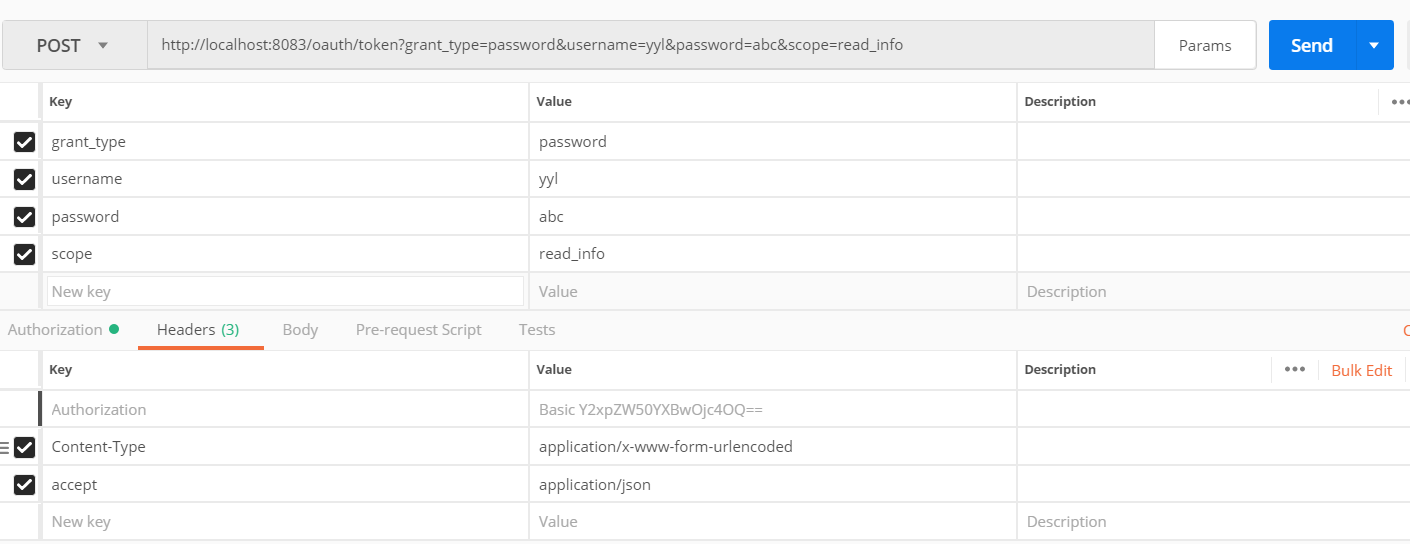 POST http://localhost:8083/oauth/token?grant_type=password&username=yyl&password=abc&scope=read_info Params Send
Key Value Description
grant_type password
username yyl
password abc
scope read_info
New key Value Description
Authorization Headers (3) Body Pre-request Script Tests
Key Value Description Bulk Edit
Authorization Basic Y2xpZW50YXBwOjc4OQ==
Content-Type application/x-www-form-urlencoded
accept application/json
New key Value Description